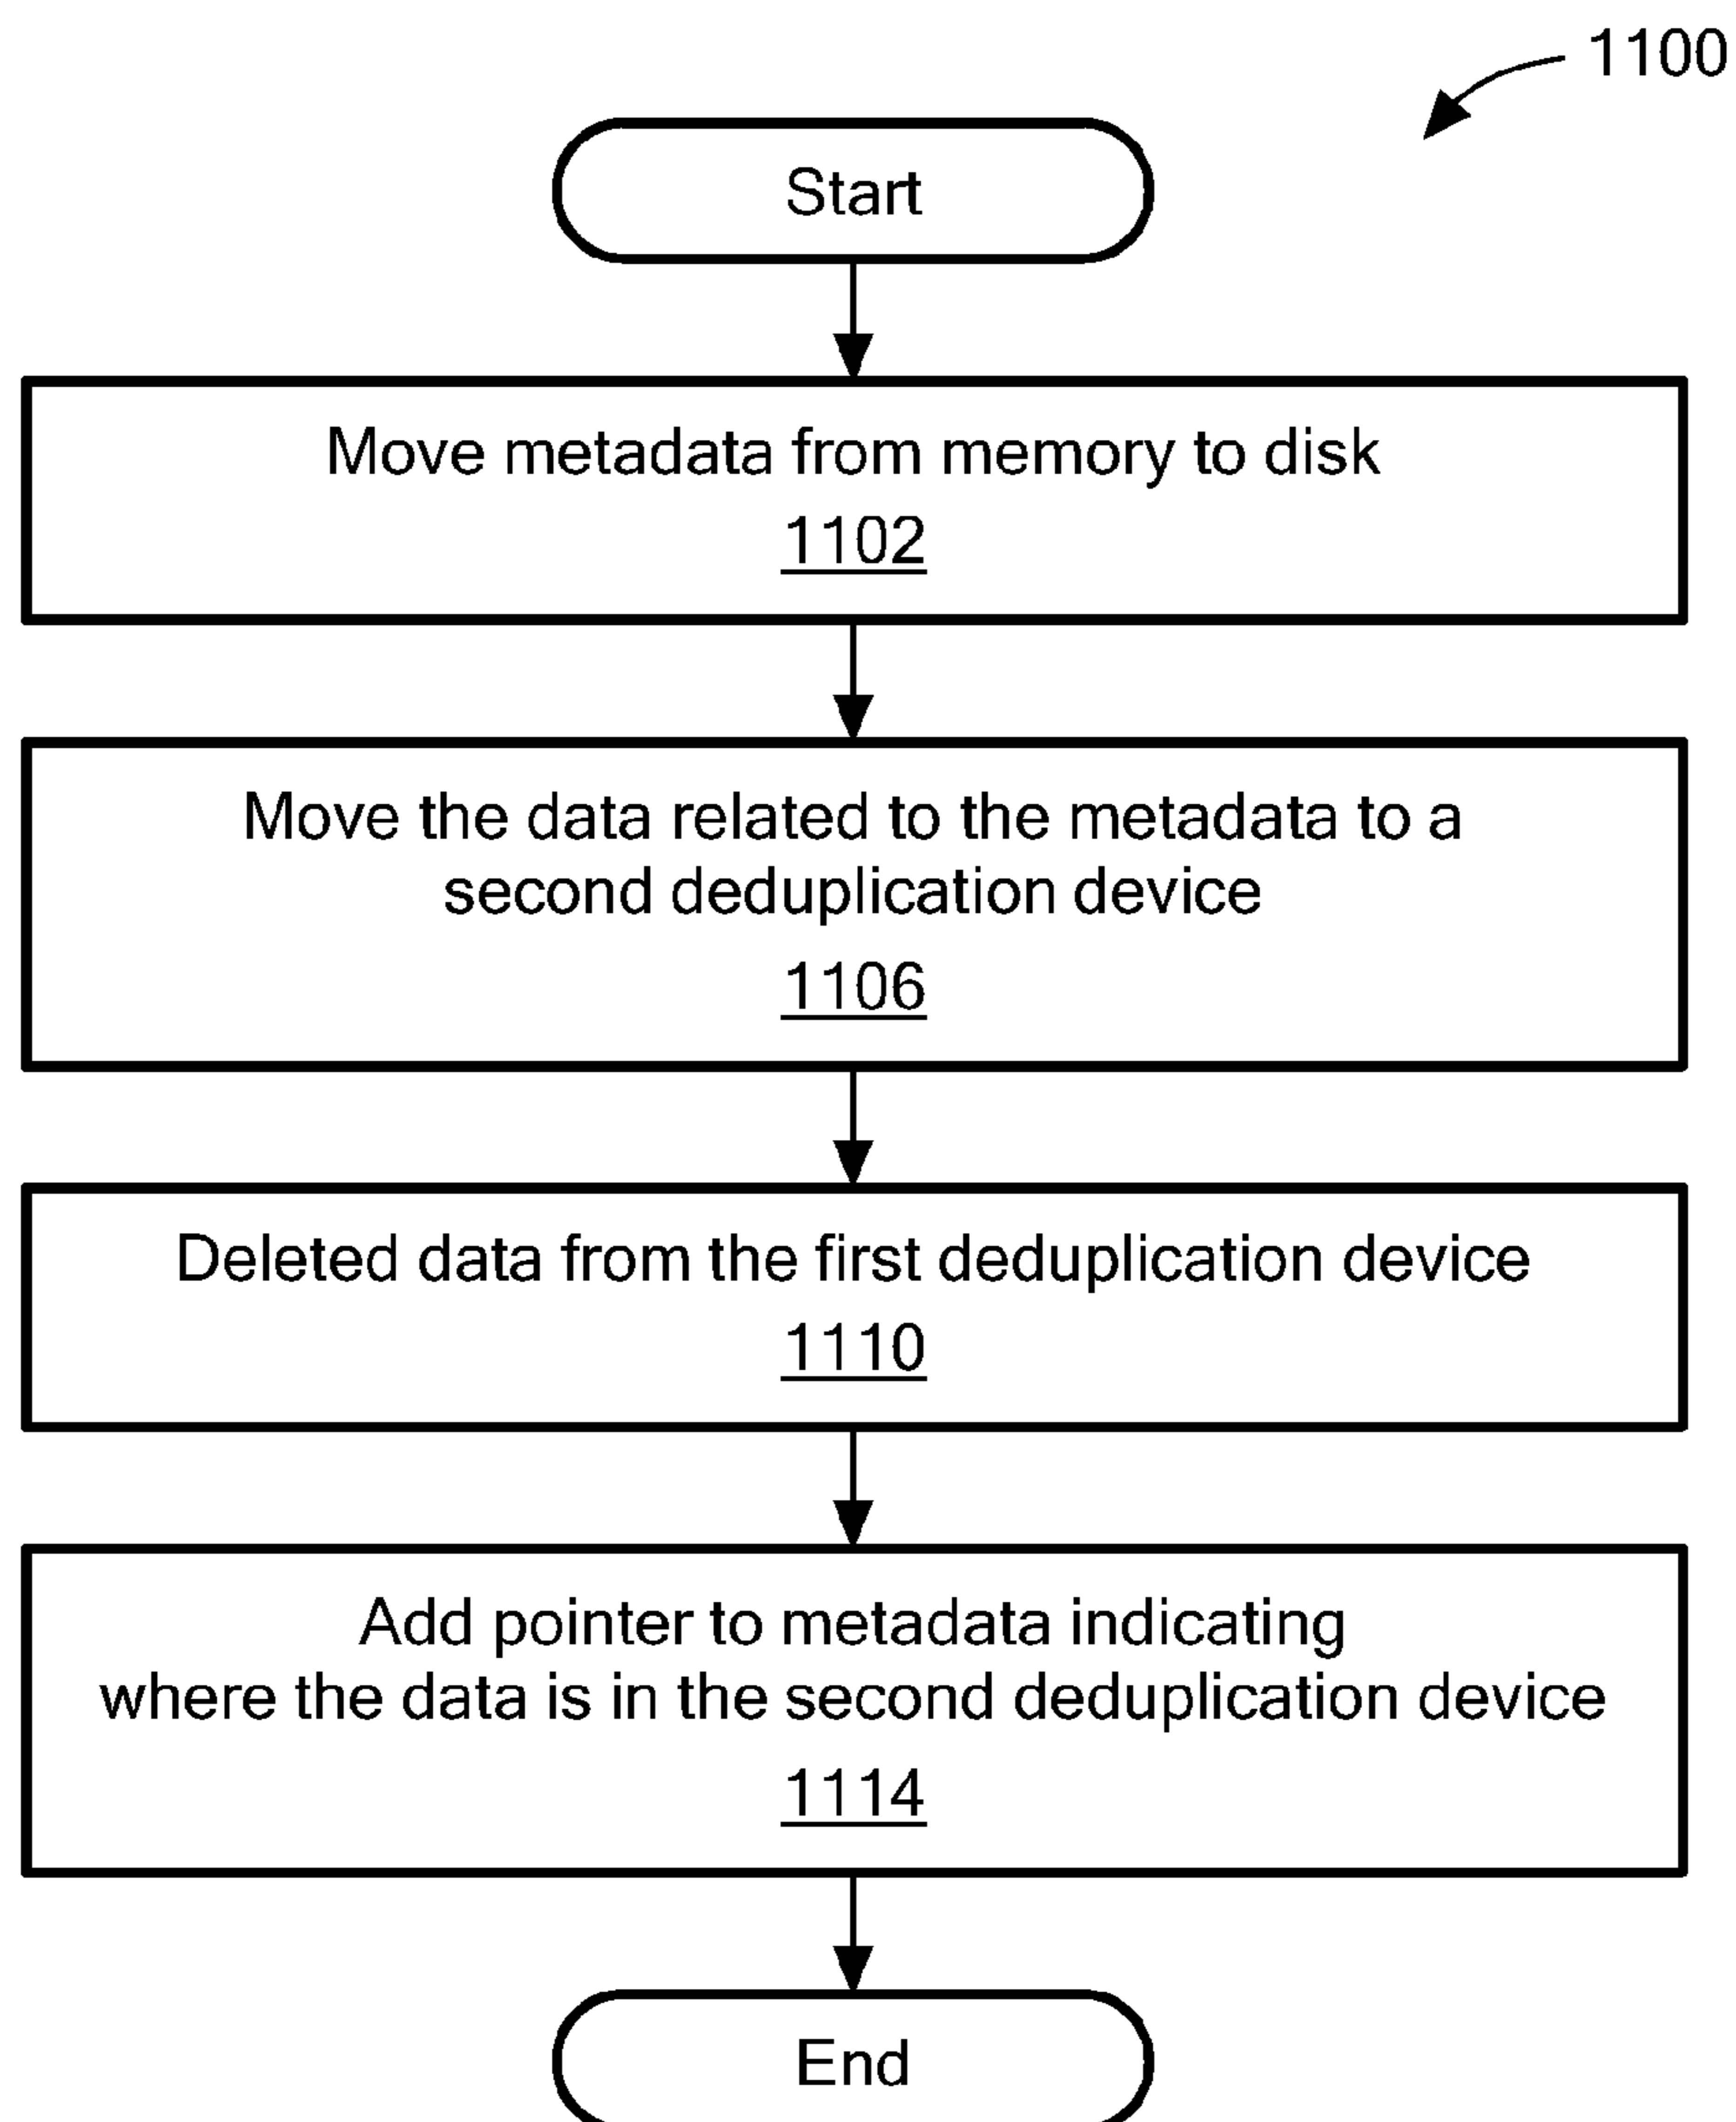 1100
Start
Move metadata from memory to disk
1102
Move the data related to the metadata to a
second deduplication device
1106
Deleted data from the first deduplication device
1110
Add pointer to metadata indicating
where the data is in the second deduplication device
1114
End